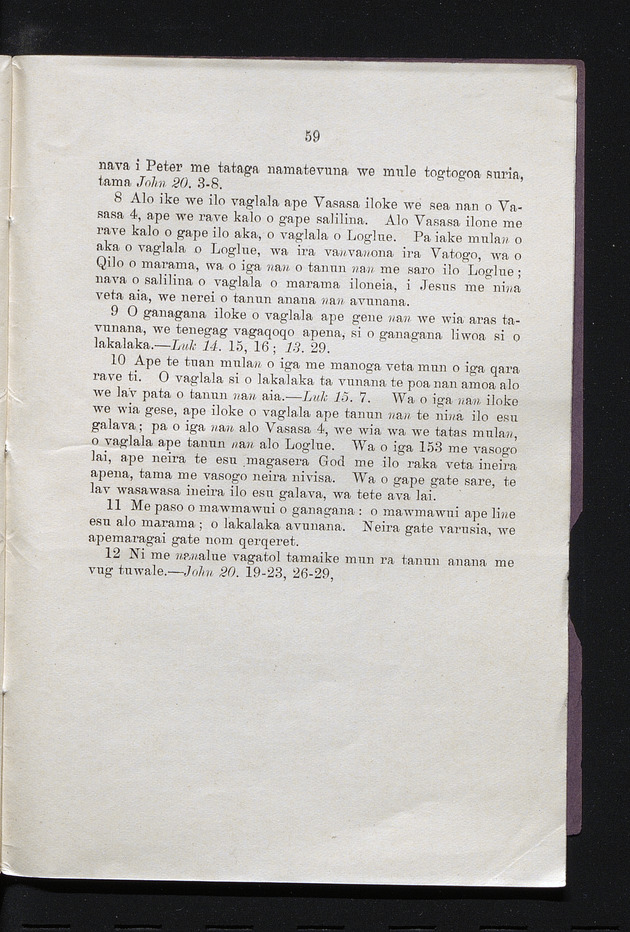 59
nava i Peter me tataga namatevuna we mule togtogoa suria,
tama John 20. 3-8.
8 Alo ike we ilo vaglala ape Vasasa iloke we sea nan o Va-
sasa 4, ape we rave kalo o gape salilina. Alo Vasasa ilone me
rave kalo o gape ilo aka, o vaglala o Loglue. Pa iake mulan o
aka o vaglala o Loglue, wa ira vanvanona ira Vatogo, wa o
Qilo o marama, wa o iga nan o tanun nan me saro ilo Loglue;
nava o salilina o vaglala o marama iloneia, i Jesus me nina
veta aia, we nerei o tanun anana nan avunana.
9 O ganagana iloke o vaglala ape gene nan we wia aras ta-
vunana, we tenegag vagaqoqo apena, si o ganagana liwoa si o
lakalaka.—Luk 14. 15, 16; 13. 29.
10 Ape te tuan mulan o iga me manoga veta mun o iga qara
rave ti. O vaglala si o lakalaka ta vunana te poa nan amoa alo
we lav pata o tanun nan aia.—Luk 15. 7. Wa o iga nan iloke
we wia gese, ape iloke o vaglala ape tanun nan te nina ilo esu
galava; pa o iga nan alo Vasasa 4, we wia wa we tatas mulan,
o vaglala ape tanun nan alo Loglue. Wa o iga 153 me vasogo
lai, ape neira te esu magasera God me ilo raka veta ineira
apena, tama me vasogo neira nivisa. Wa o gape gate sare, te
lav wasawasa ineira ilo esu galava, wa tete ava lai.
11 Me paso o mawmawui o ganagana: o mawmawui ape line
esu alo marama; o lakalaka avunana. Neira gate varusia, we
apemaragai gate nom qerqeret.
12 Ni me nenalue vagatol tamaike mun ra tanun anana me
vug tuwale.—John 20. 19-23, 26-29,